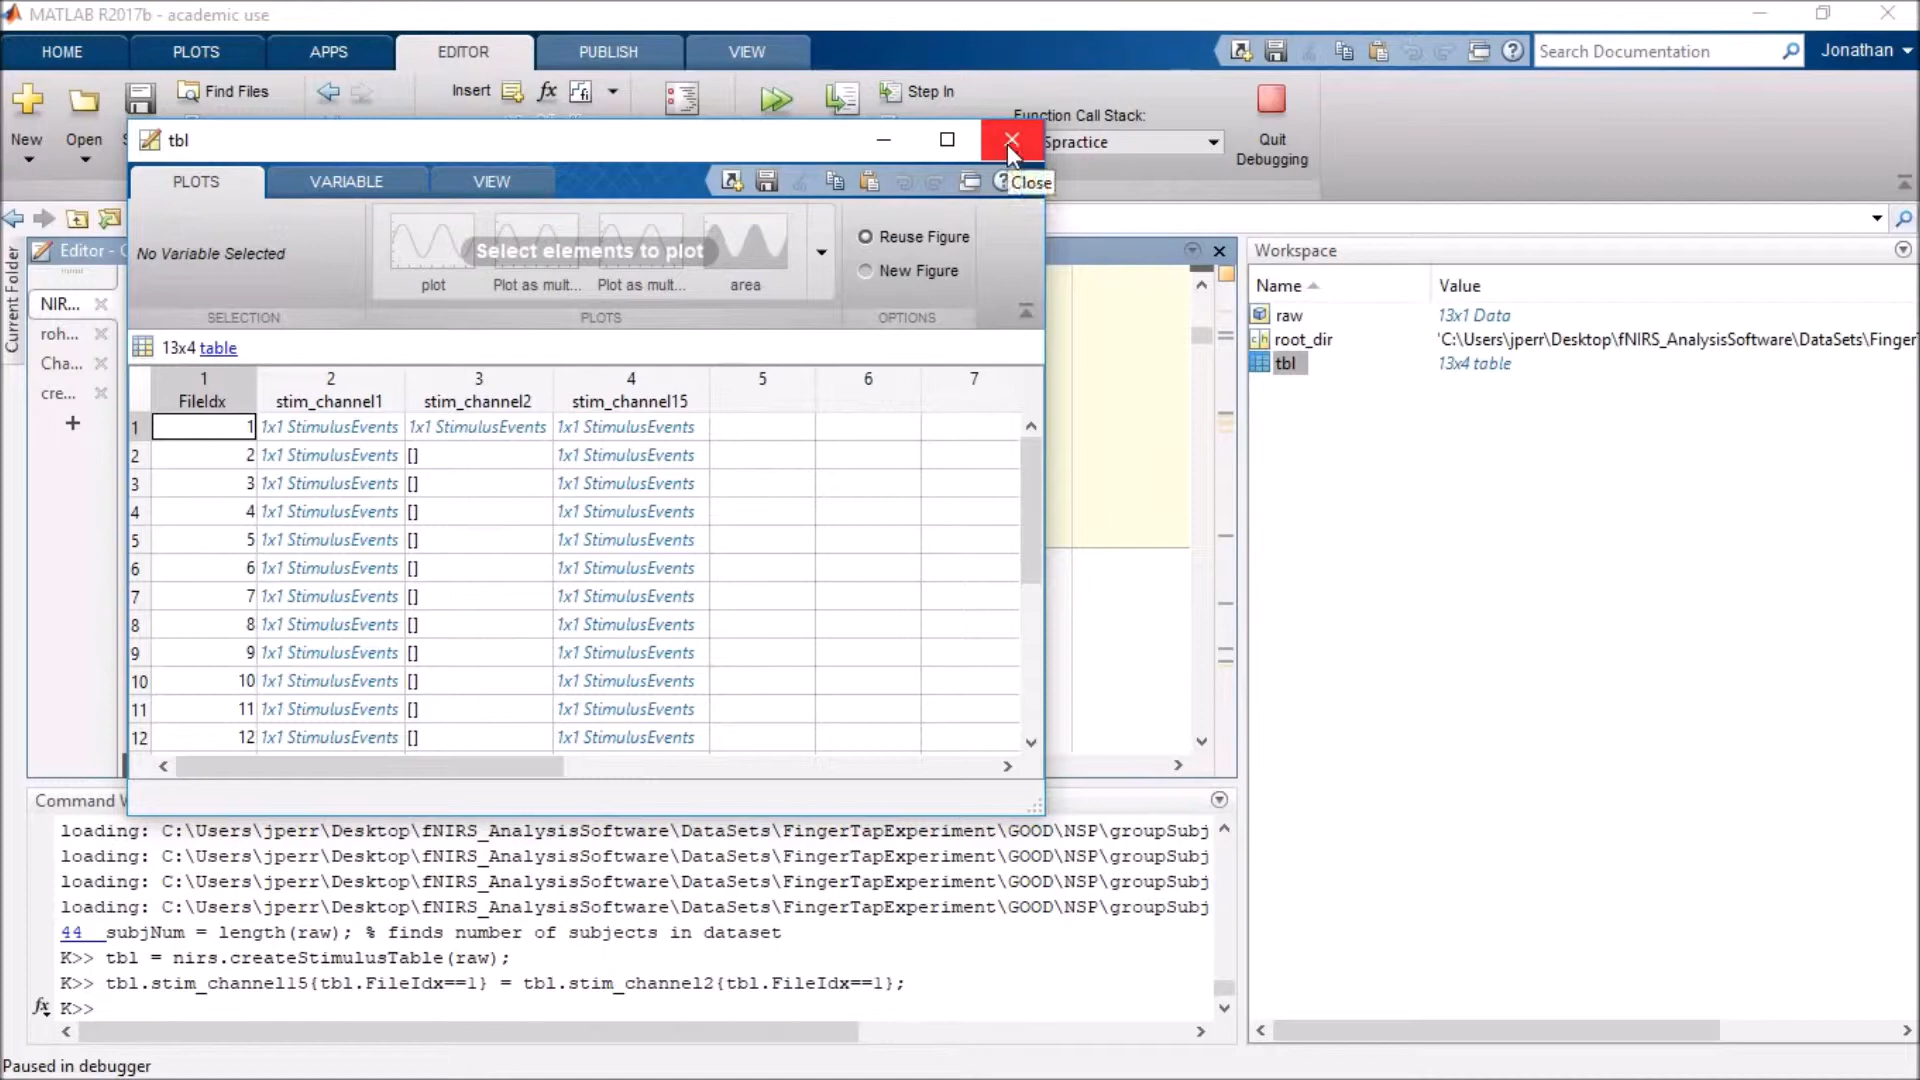 MATLAB R2017b - academic use
HOME PLOTS APPS EDITOR PUBLISH VIEW
Search Documentation
Jonathan
New
Open
Find Files
Insert
Step In
Function Call Stack:
practice
Quit
Debugging
tbl
Close
PLOTS VARIABLE VIEW
No Variable Selected
Select elements to plot
plot
Plot as mult...
Plot as mult...
area
Reuse Figure
New Figure
SELECTION
PLOTS
OPTIONS
13x4 table
1 2 3 4 5 6 7
FileIdx stim_channel1 stim_channel2 stim_channel15
1 1 1x1 StimulusEvents 1x1 StimulusEvents 1x1 StimulusEvents
2 2 1x1 StimulusEvents [] 1x1 StimulusEvents
3 3 1x1 StimulusEvents [] 1x1 StimulusEvents
4 4 1x1 StimulusEvents [] 1x1 StimulusEvents
5 5 1x1 StimulusEvents [] 1x1 StimulusEvents
6 6 1x1 StimulusEvents [] 1x1 StimulusEvents
7 7 1x1 StimulusEvents [] 1x1 StimulusEvents
8 8 1x1 StimulusEvents [] 1x1 StimulusEvents
9 9 1x1 StimulusEvents [] 1x1 StimulusEvents
10 10 1x1 StimulusEvents [] 1x1 StimulusEvents
11 11 1x1 StimulusEvents [] 1x1 StimulusEvents
12 12 1x1 StimulusEvents [] 1x1 StimulusEvents
Current Folder
Editor -
NIR...
roh...
Cha...
cre...
Workspace
Name Value
raw 13x1 Data
root_dir 'C:\Users\jperr\Desktop\fNIRS_AnalysisSoftware\DataSets\Finger
tbl 13x4 table
Command W
loading: C:\Users\jperr\Desktop\fNIRS_AnalysisSoftware\DataSets\FingerTapExperiment\GOOD\NSP\groupSubj
loading: C:\Users\jperr\Desktop\fNIRS_AnalysisSoftware\DataSets\FingerTapExperiment\GOOD\NSP\groupSubj
loading: C:\Users\jperr\Desktop\fNIRS_AnalysisSoftware\DataSets\FingerTapExperiment\GOOD\NSP\groupSubj
loading: C:\Users\jperr\Desktop\fNIRS_AnalysisSoftware\DataSets\FingerTapExperiment\GOOD\NSP\groupSubj
44 subjNum = length(raw); % finds number of subjects in dataset
K>> tbl = nirs.createStimulusTable(raw);
K>> tbl.stim_channel15{tbl.FileIdx==1} = tbl.stim_channel2{tbl.FileIdx==1};
fx K>>
Paused in debugger